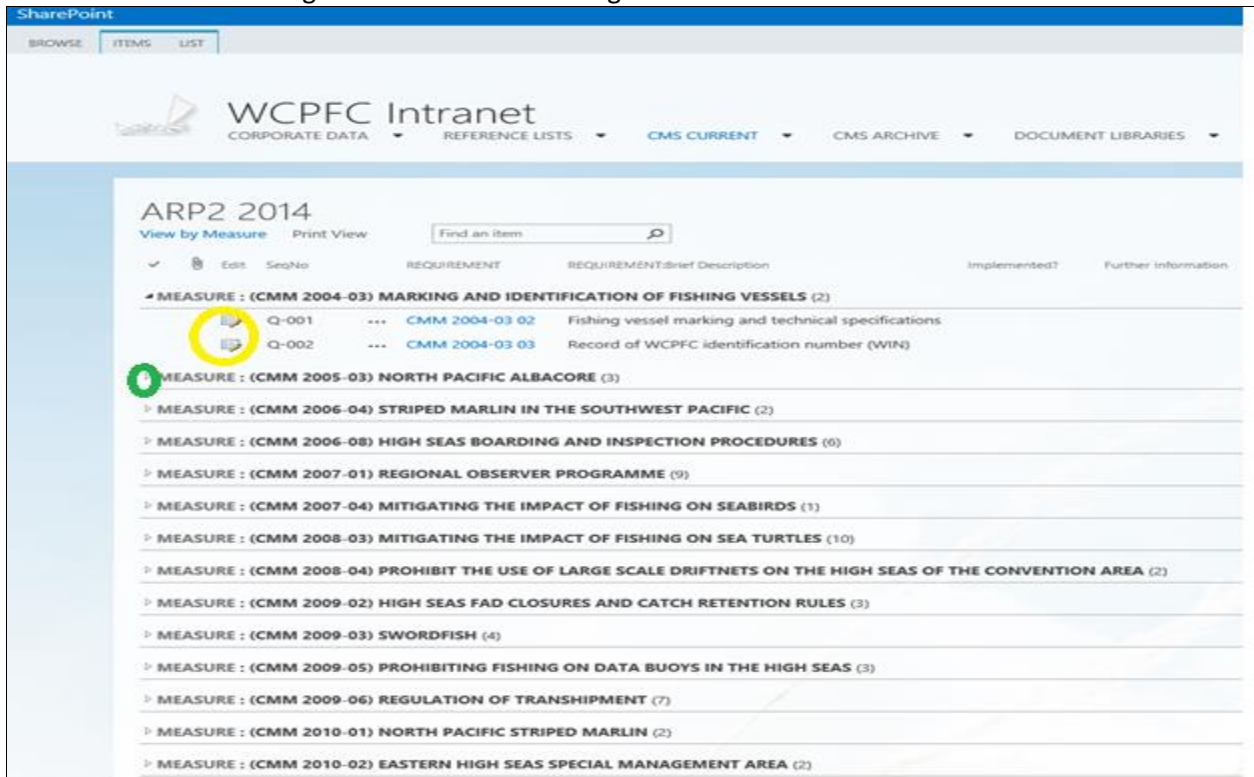 SharePoint
BROWSE ITEMS LIST
WCPFC Intranet
CORPORATE DATA REFERENCE LISTS CMS CURRENT CMS ARCHIVE DOCUMENT LIBRARIES
ARP2 2014
View by Measure Print View Find an item
Edit SeqNo REQUIREMENT REQUIREMENT:Brief Description Implemented? Further information
MEASURE : (CMM 2004-03) MARKING AND IDENTIFICATION OF FISHING VESSELS (2)
Q-001 ... CMM 2004-03 02 Fishing vessel marking and technical specifications
Q-002 ... CMM 2004-03 03 Record of WCPFC identification number (WIN)
MEASURE : (CMM 2005-03) NORTH PACIFIC ALBACORE (3)
MEASURE : (CMM 2006-04) STRIPED MARLIN IN THE SOUTHWEST PACIFIC (2)
MEASURE : (CMM 2006-08) HIGH SEAS BOARDING AND INSPECTION PROCEDURES (6)
MEASURE : (CMM 2007-01) REGIONAL OBSERVER PROGRAMME (9)
MEASURE : (CMM 2007-04) MITIGATING THE IMPACT OF FISHING ON SEABIRDS (1)
MEASURE : (CMM 2008-03) MITIGATING THE IMPACT OF FISHING ON SEA TURTLES (10)
MEASURE : (CMM 2008-04) PROHIBIT THE USE OF LARGE SCALE DRIFTNETS ON THE HIGH SEAS OF THE CONVENTION AREA (2)
MEASURE : (CMM 2009-02) HIGH SEAS FAD CLOSURES AND CATCH RETENTION RULES (3)
MEASURE : (CMM 2009-03) SWORDFISH (4)
MEASURE : (CMM 2009-05) PROHIBITING FISHING ON DATA BUOYS IN THE HIGH SEAS (3)
MEASURE : (CMM 2009-06) REGULATION OF TRANSHIPMENT (7)
MEASURE : (CMM 2010-01) NORTH PACIFIC STRIPED MARLIN (2)
MEASURE : (CMM 2010-02) EASTERN HIGH SEAS SPECIAL MANAGEMENT AREA (2)